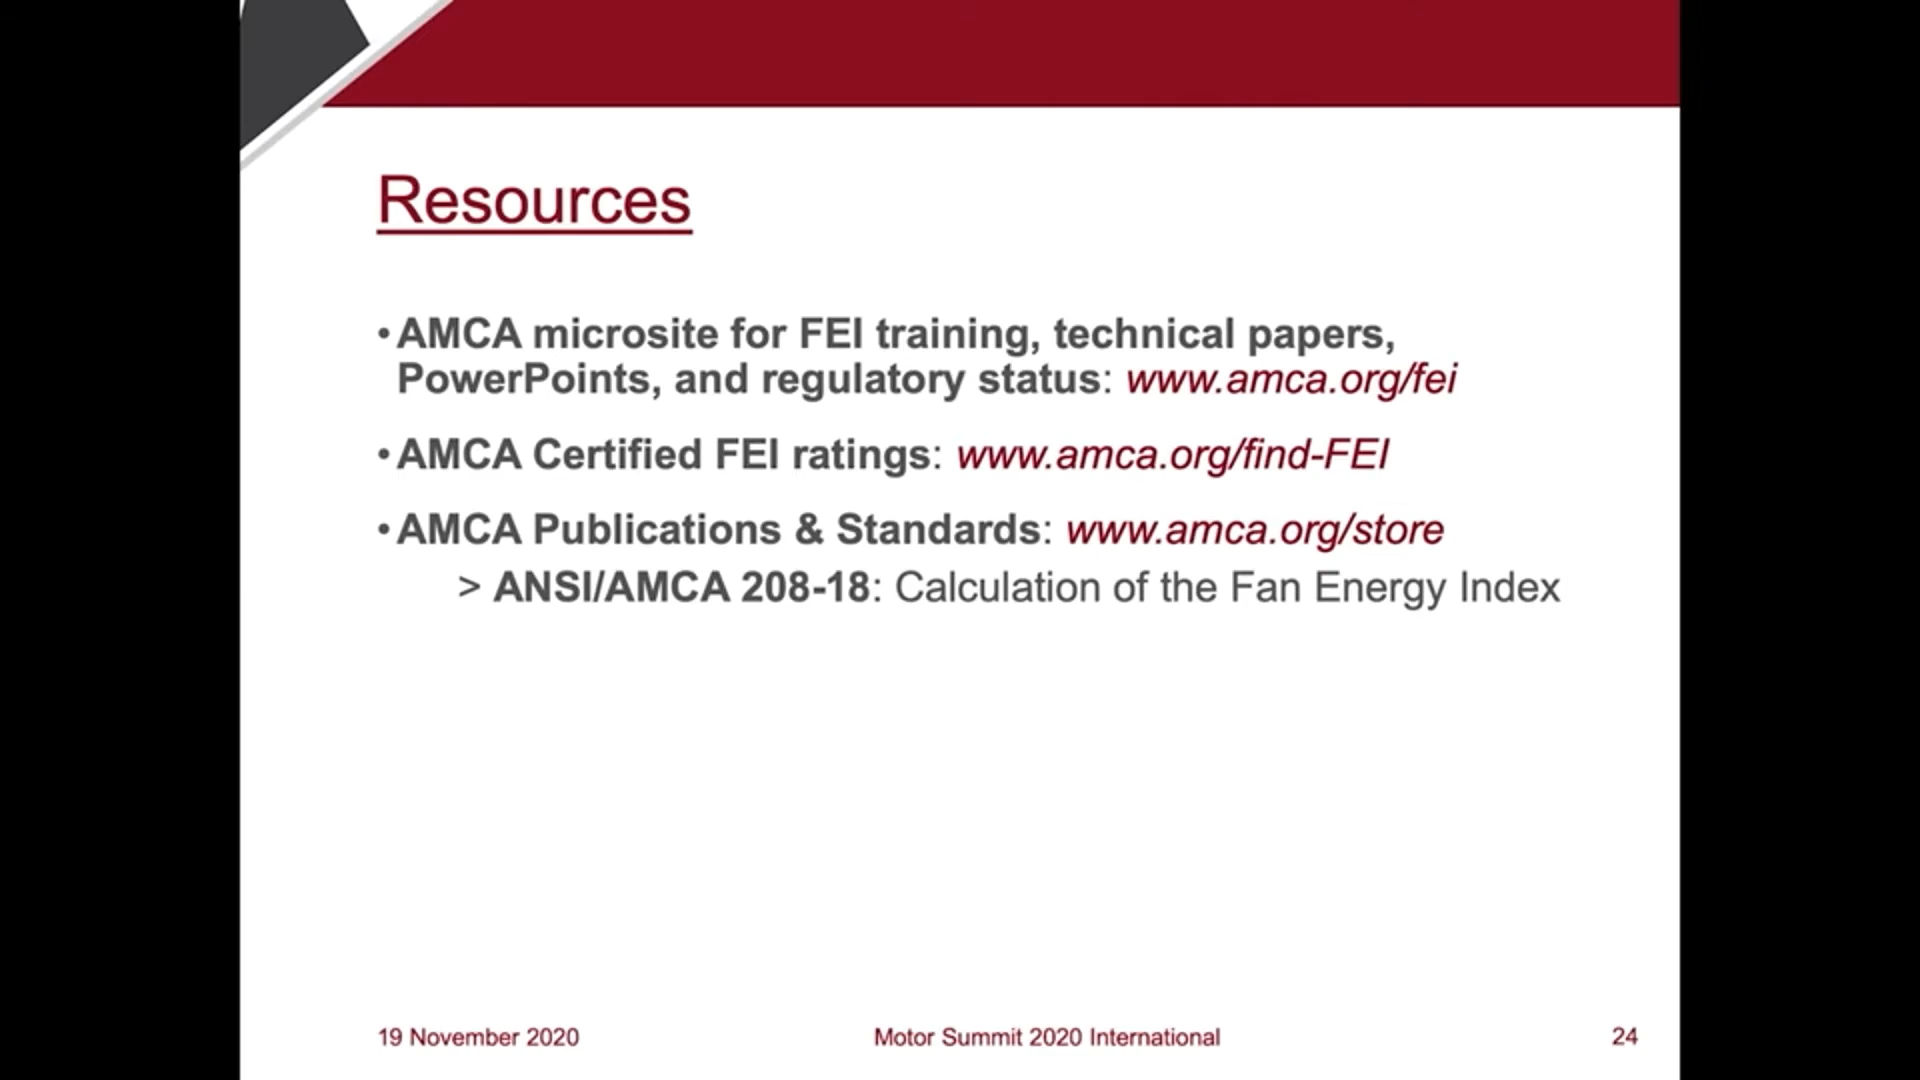 Resources
• AMCA microsite for FEI training, technical papers,
PowerPoints, and regulatory status: www.amca.org/fei
• AMCA Certified FEI ratings: www.amca.org/find-FEI
• AMCA Publications & Standards: www.amca.org/store
> ANSI/AMCA 208-18: Calculation of the Fan Energy Index
19 November 2020
Motor Summit 2020 International
24